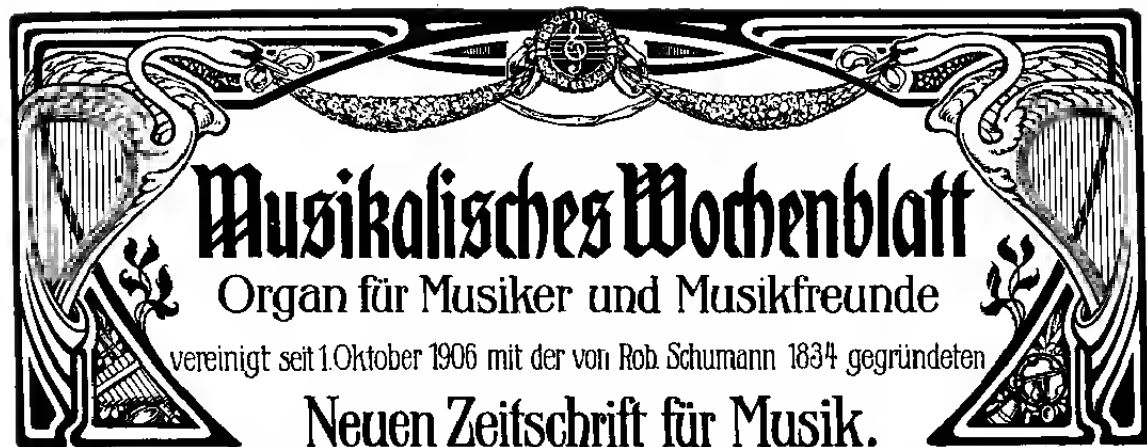 Musikalisches Wochenblatt
Organ für Musiker und Musikfreunde
vereinigt seit 1. Oktober 1906 mit der von Rob. Schumann 1834 gegründeten
Neuen Zeitschrift für Musik.